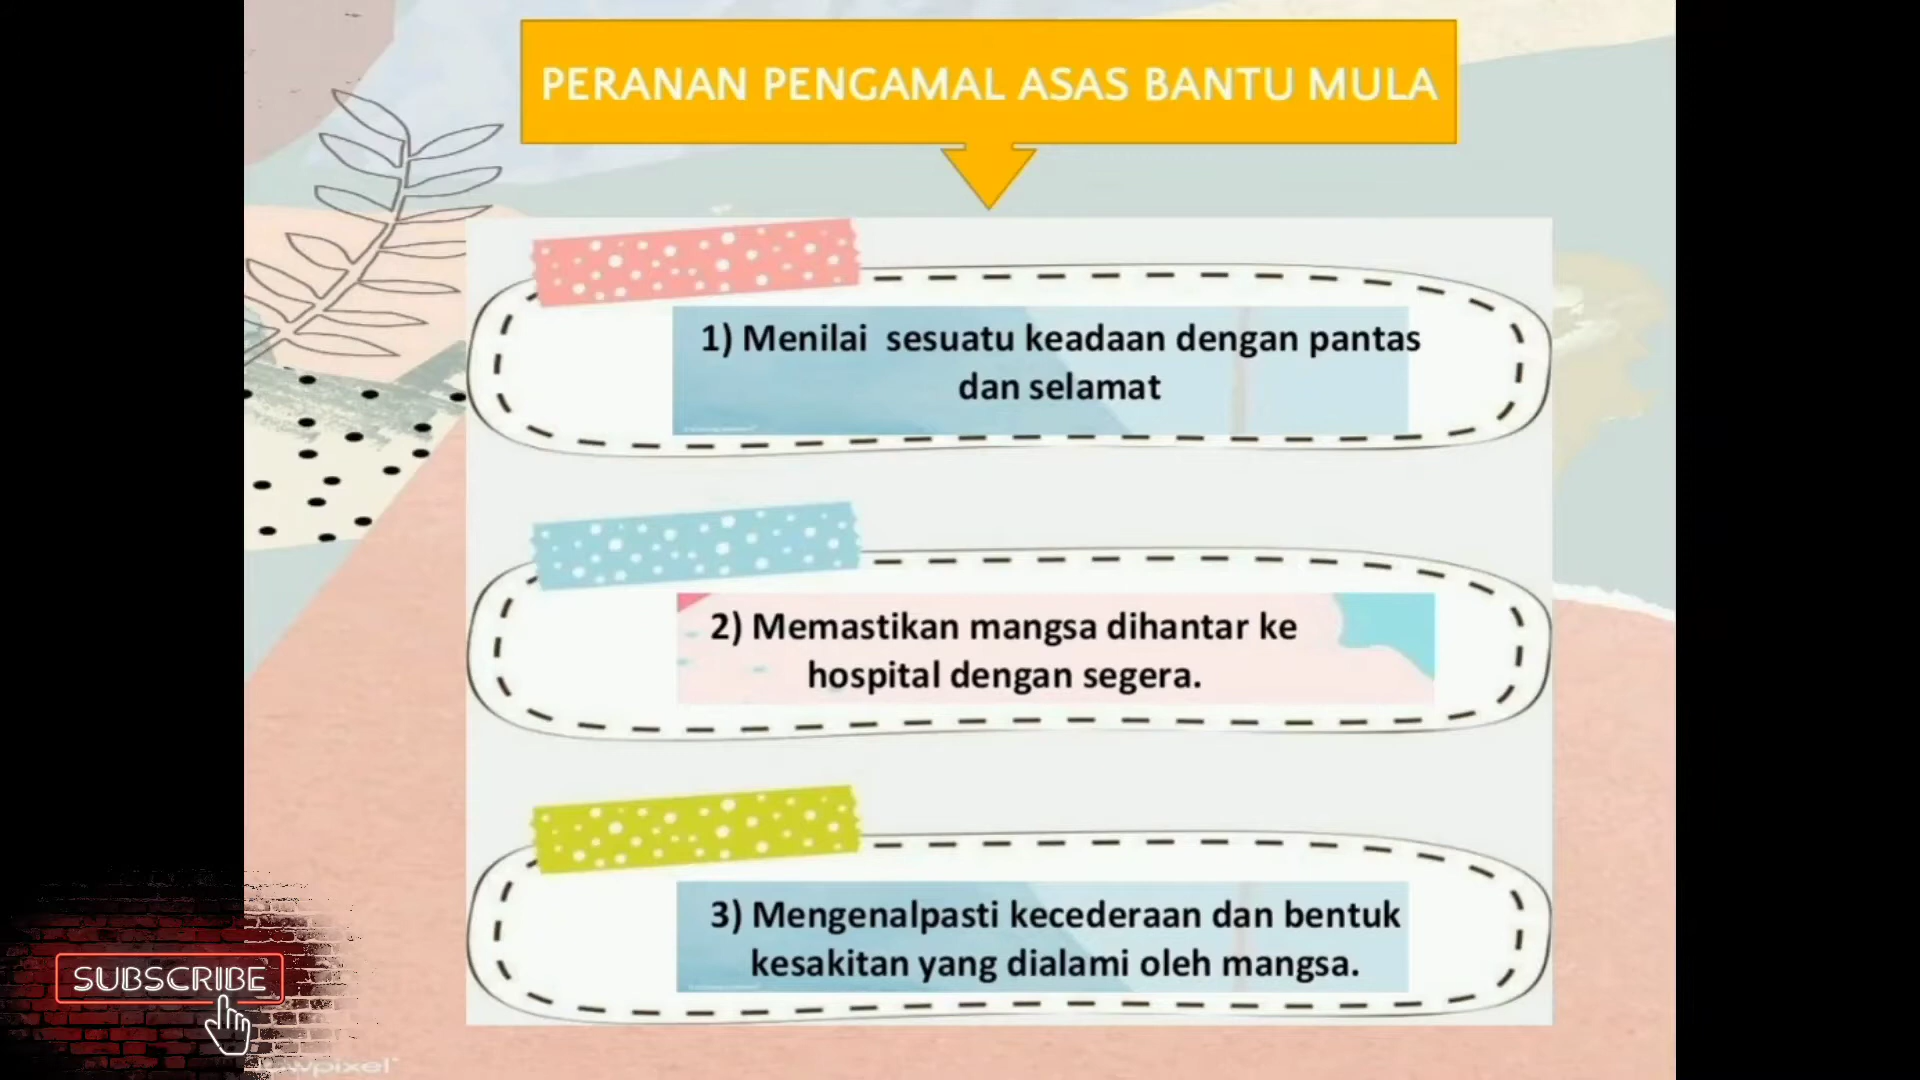 PERANAN PENGAMAL ASAS BANTU MULA
1) Menilai sesuatu keadaan dengan pantas
dan selamat
2) Memastikan mangsa dihantar ke
hospital dengan segera.
3) Mengenalpasti kecederaan dan bentuk
kesakitan yang dialami oleh mangsa.
SUBSCRIBE